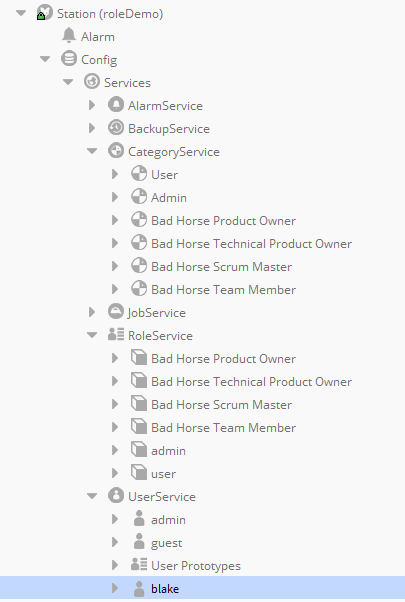 Station (roleDemo)
Alarm
Config
Services
AlarmService
BackupService
CategoryService
User
Admin
Bad Horse Product Owner
Bad Horse Technical Product Owner
Bad Horse Scrum Master
Bad Horse Team Member
JobService
RoleService
Bad Horse Product Owner
Bad Horse Technical Product Owner
Bad Horse Scrum Master
Bad Horse Team Member
admin
user
UserService
admin
guest
User Prototypes
blake